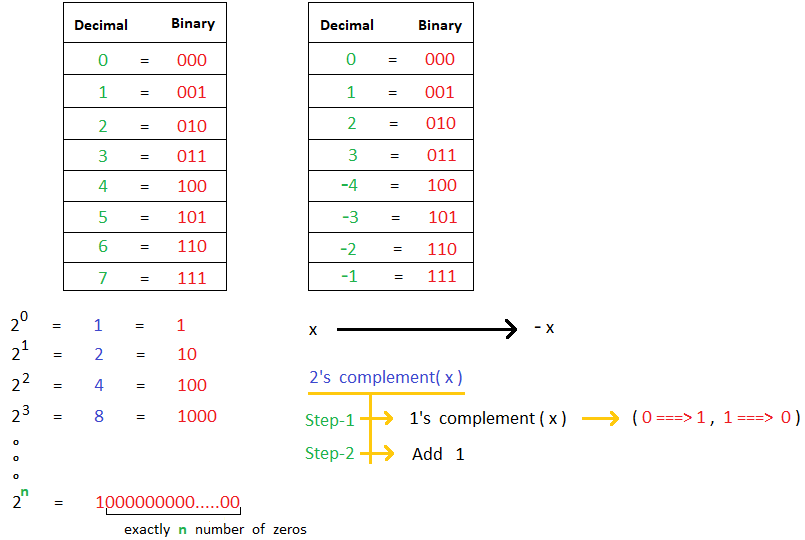 Decimal Binary
0 = 000
1 = 001
2 = 010
3 = 011
4 = 100
5 = 101
6 = 110
7 = 111
Decimal Binary
0 = 000
1 = 001
2 = 010
3 = 011
-4 = 100
-3 = 101
-2 = 110
-1 = 111
2^0 = 1 = 1
2^1 = 2 = 10
2^2 = 4 = 100
2^3 = 8 = 1000
2^n = 1000000000.....00
exactly n number of zeros
x - x
2's complement( x )
Step-1 1's complement ( x ) ( 0 ===> 1 , 1 ===> 0 )
Step-2 Add 1